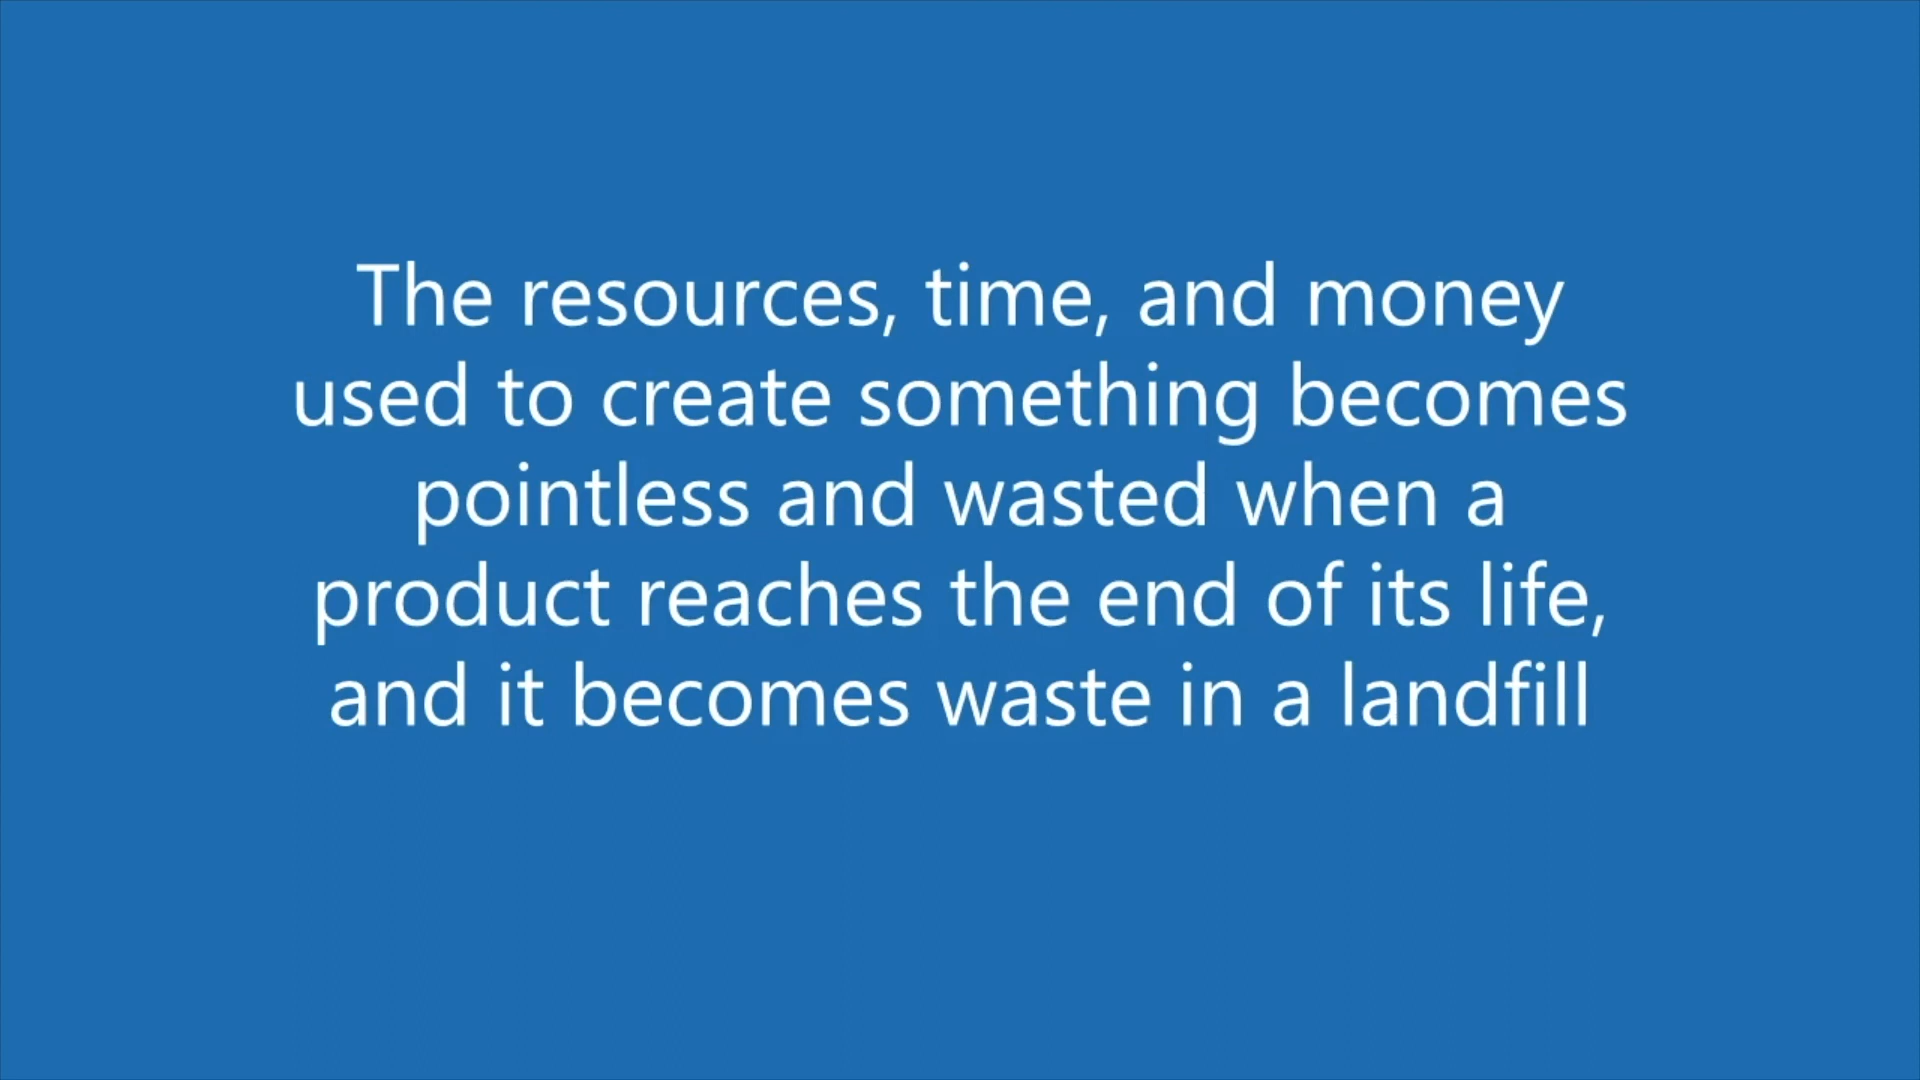 The resources, time, and money
used to create something becomes
pointless and wasted when a
product reaches the end of its life,
and it becomes waste in a landfill